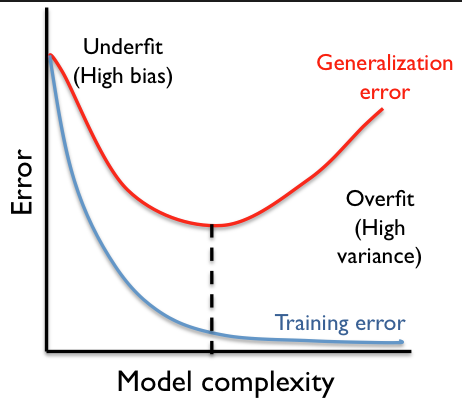 Underfit
(High bias)
Generalization
error
Error
Overfit
(High
variance)
Training error
Model complexity